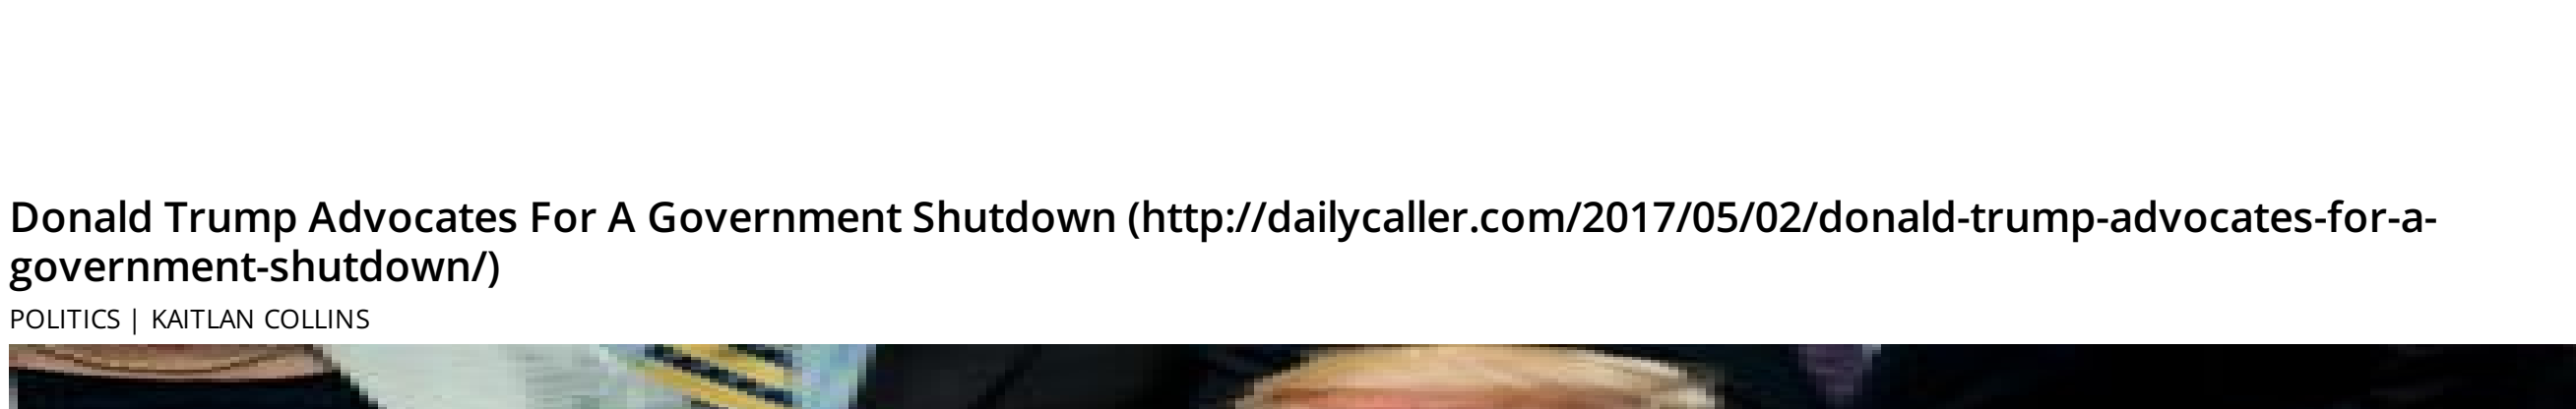 Donald Trump Advocates For A Government Shutdown (http://dailycaller.com/2017/05/02/donald-trump-advocates-for-a-
government-shutdown/)
POLITICS | KAITLAN COLLINS